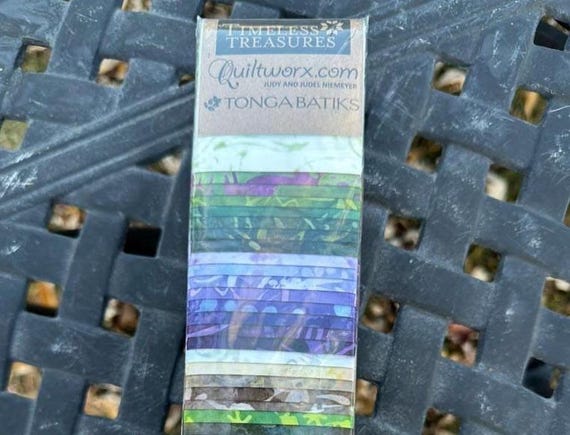 TIMELESS
TREASURES
Quiltworx.com
JUDY AND JUDEL NIEMEYER
TONGA BATIKS